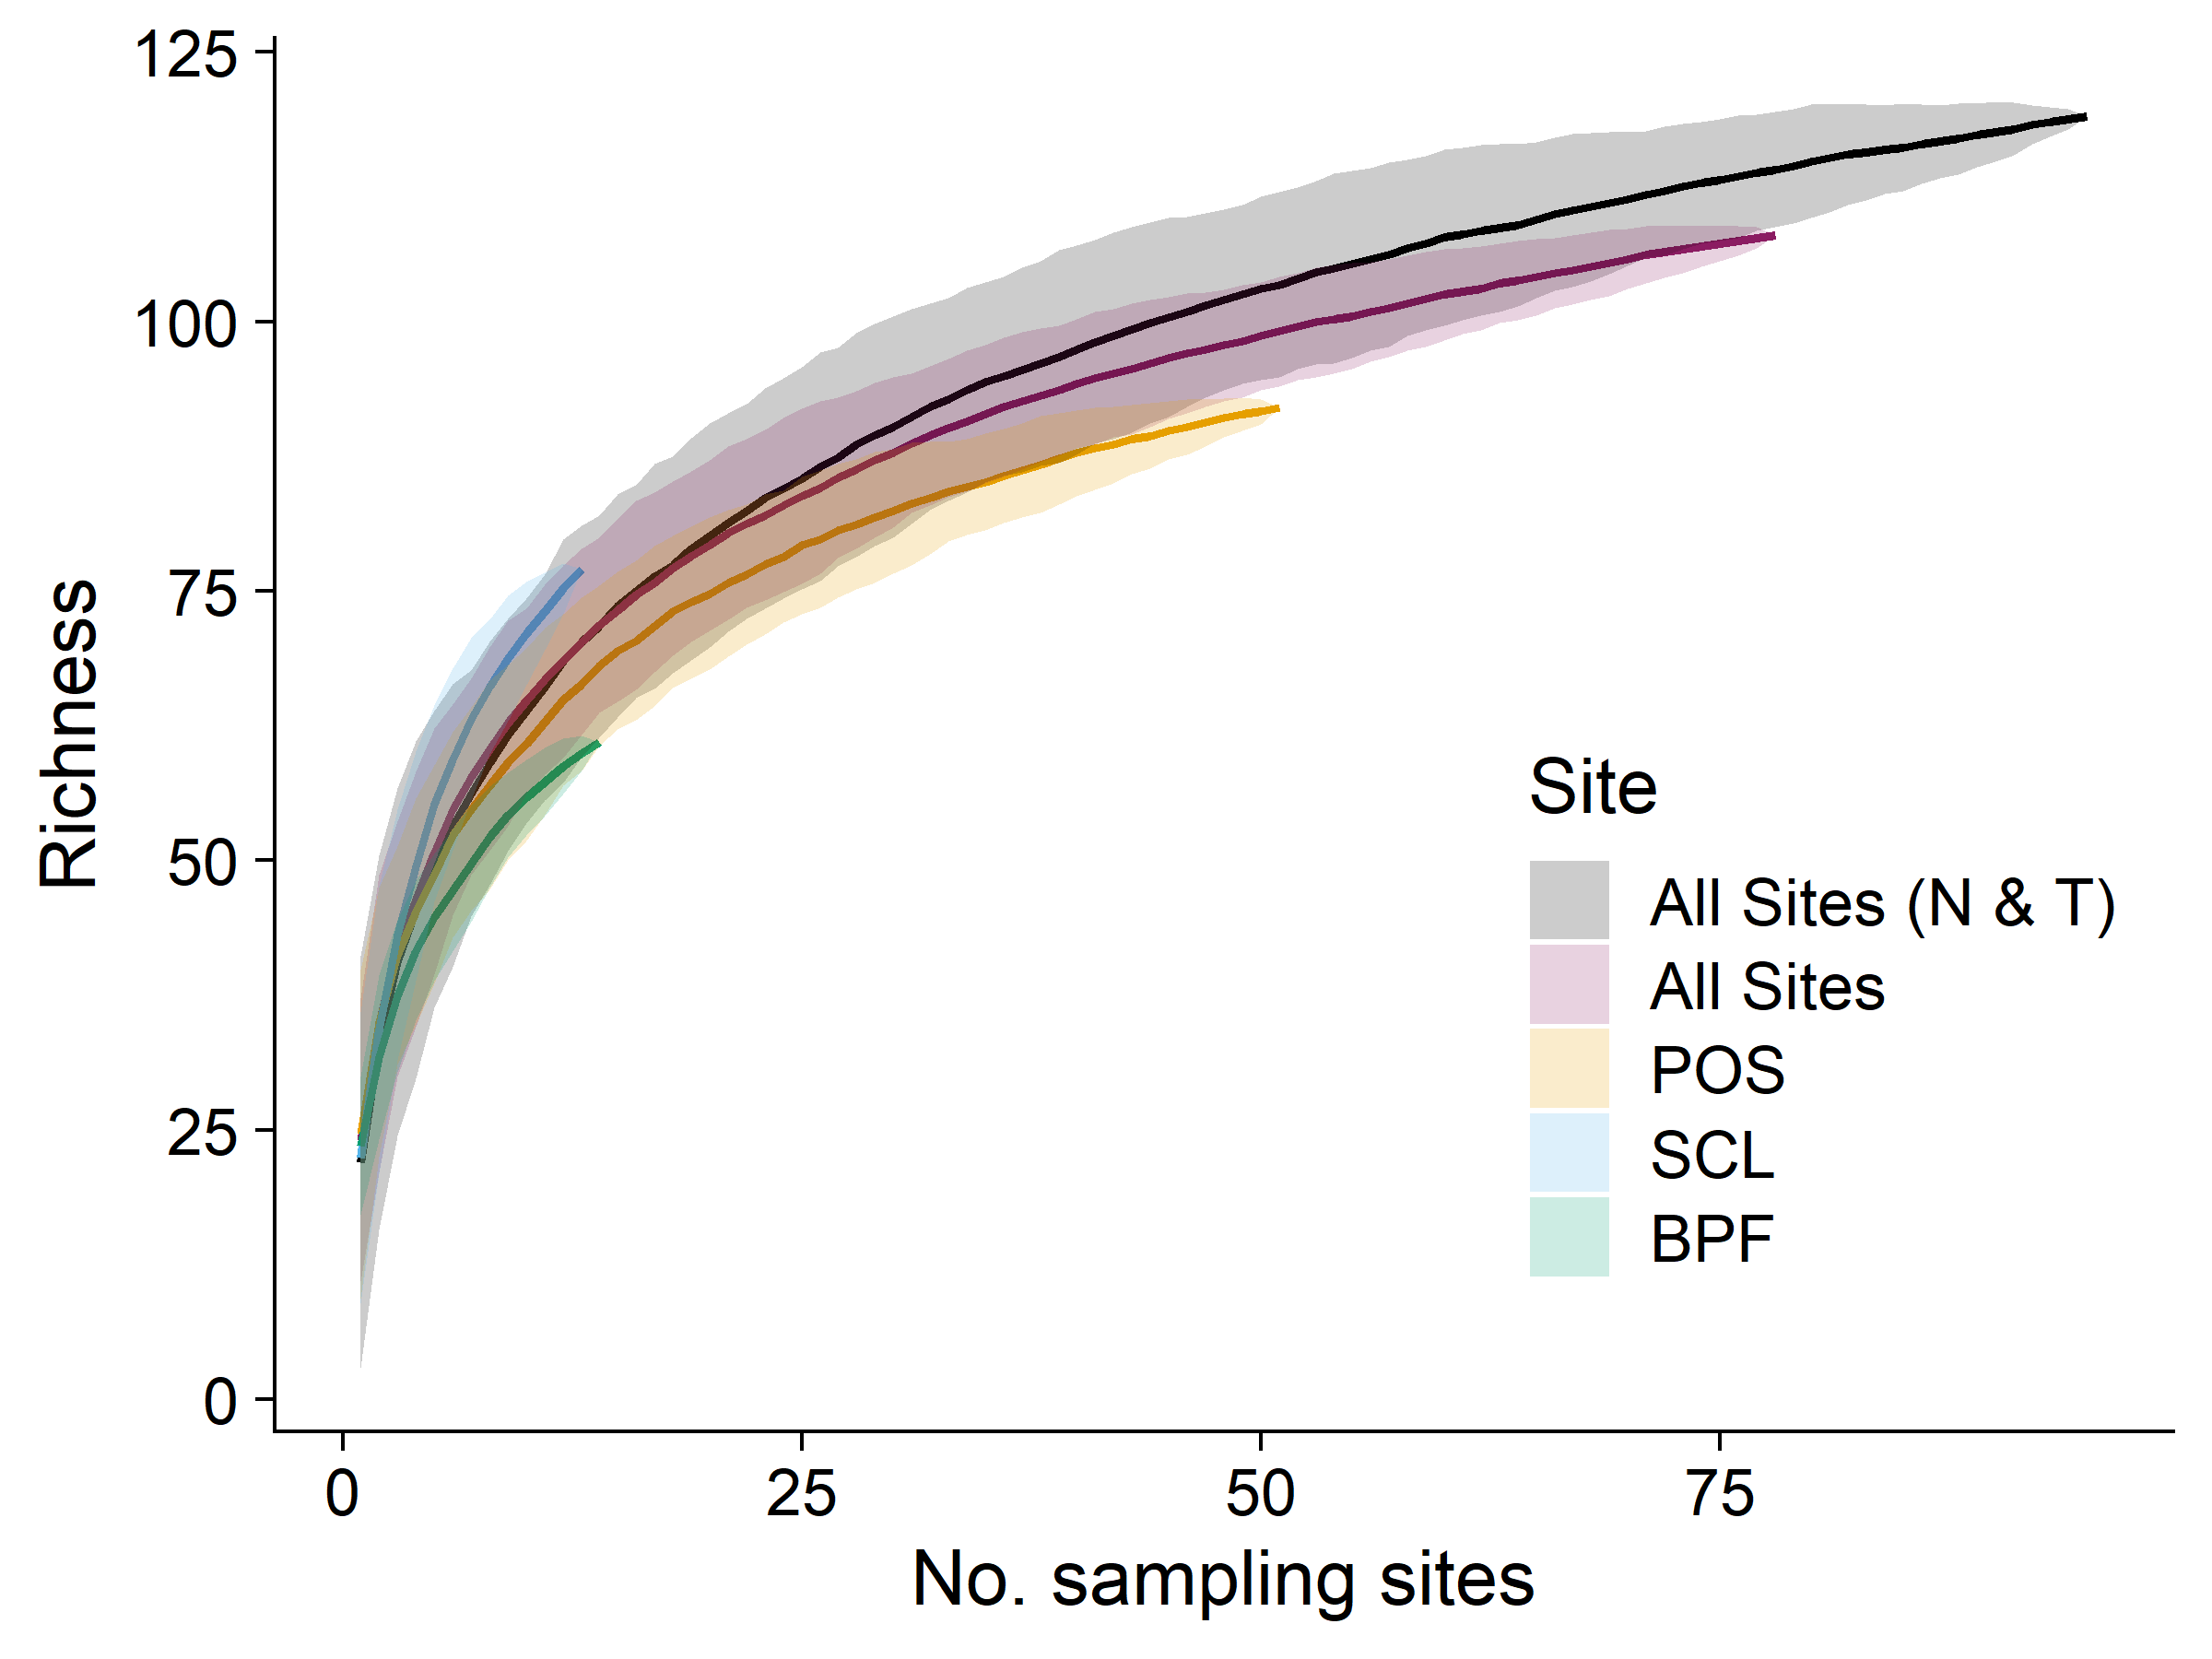 125
100
75
50
25
0
Richness
0 25 50 75
No. sampling sites
Site
All Sites (N & T)
All Sites
POS
SCL
BPF